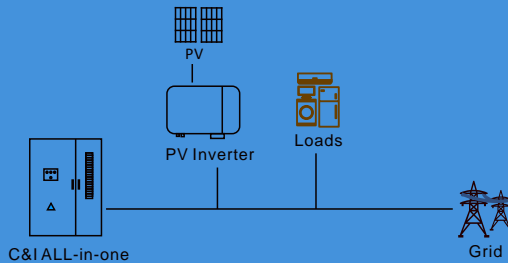 PV
PV Inverter
Loads
C&I ALL-in-one
Grid